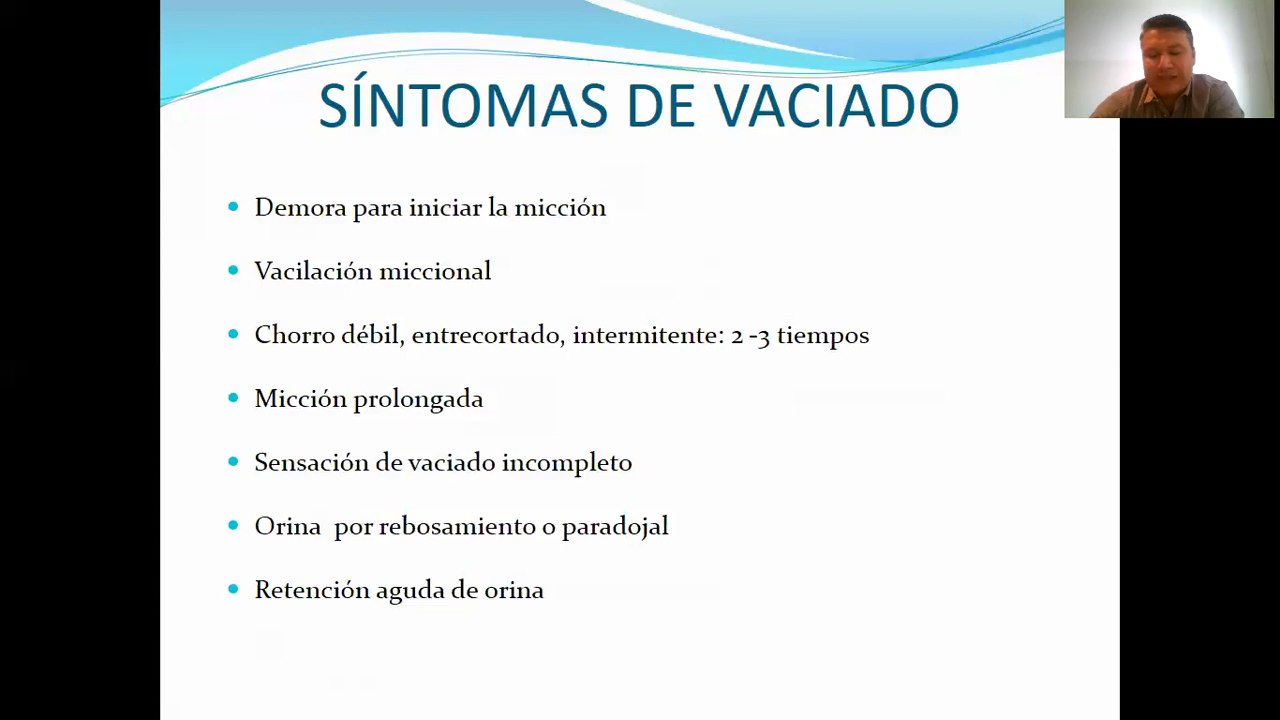 SÍNTOMAS DE VACIADO
• Demora para iniciar la micción
• Vacilación miccional
• Chorro débil, entrecortado, intermitente: 2 -3 tiempos
• Micción prolongada
• Sensación de vaciado incompleto
• Orina  por rebosamiento o paradojal
• Retención aguda de orina